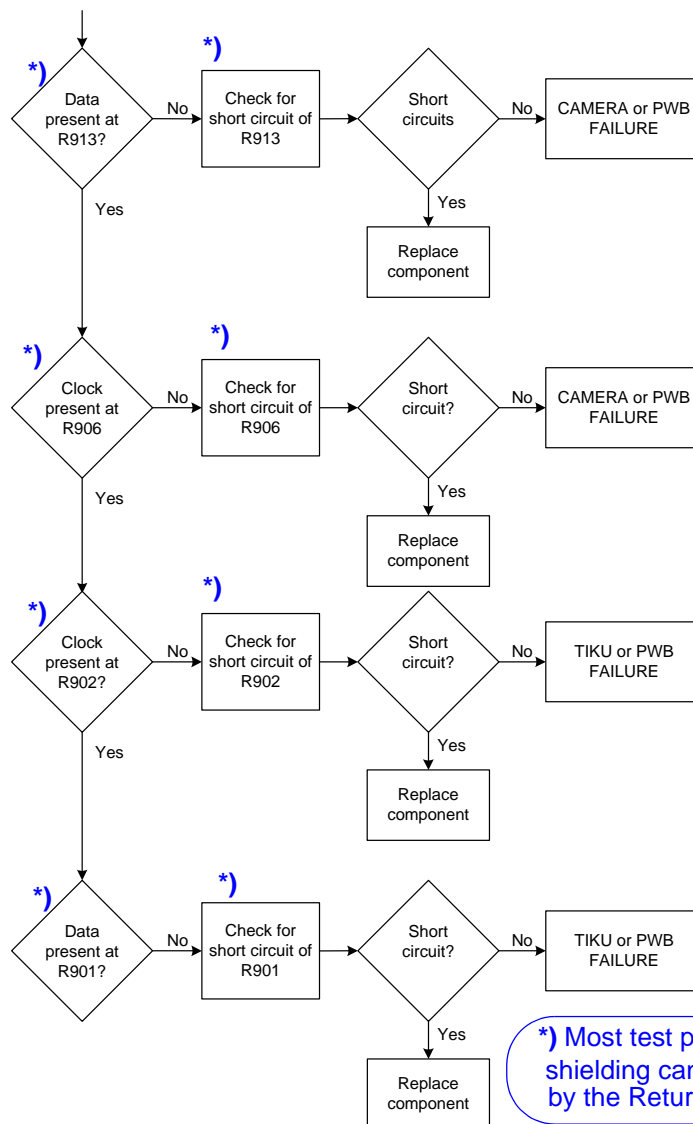 *)
*)
Data
present at
R913?
No
Check for
short circuit of
R913
Short
circuits
No
CAMERA or PWB
FAILURE
Yes
Yes
Replace
component
*)
*)
Clock
present at
R906
No
Check for
short circuit of
R906
Short
circuit?
No
CAMERA or PWB
FAILURE
Yes
Yes
Replace
component
*)
*)
Clock
present at
R902?
No
Check for
short circuit of
R902
Short
circuit?
No
TIKU or PWB
FAILURE
Yes
Yes
Replace
component
*)
*)
Data
present at
R901?
No
Check for
short circuit of
R901
Short
circuit?
No
TIKU or PWB
FAILURE
Yes
Replace
component
*) Most test p
shielding can
by the Retur